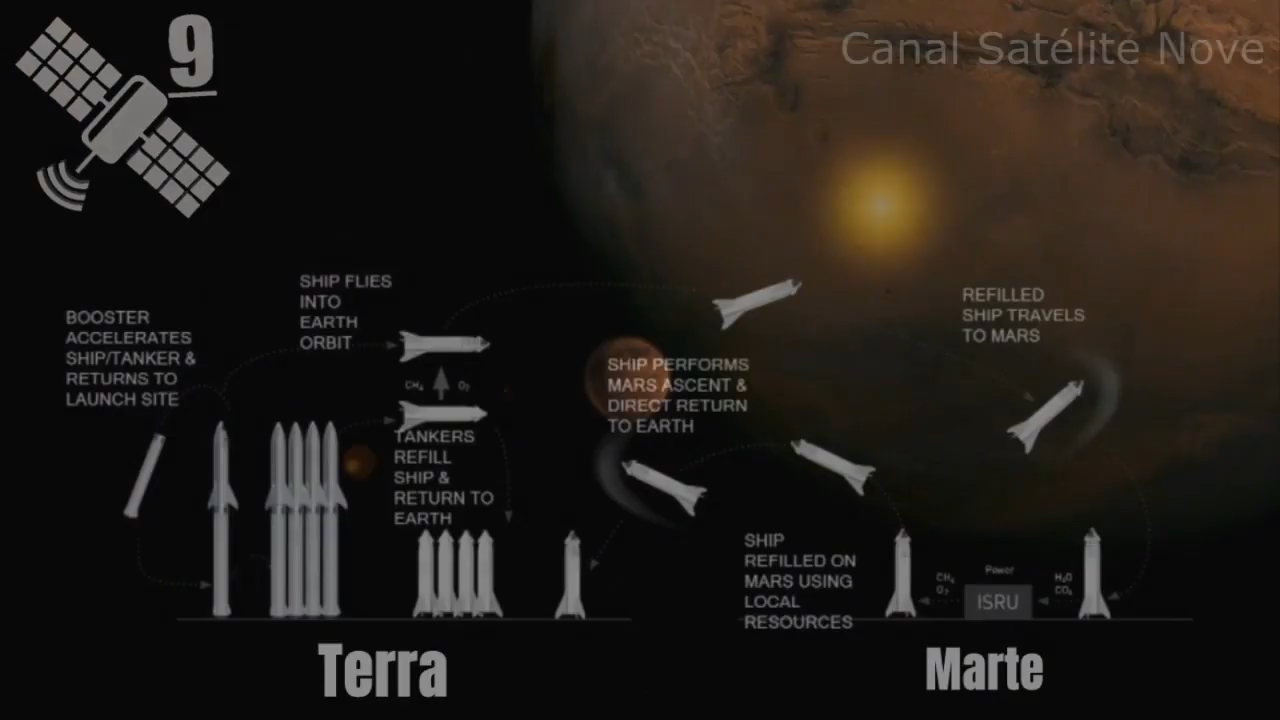 9
Canal Satélite Nove
SHIP FLIES
INTO
EARTH
ORBIT
BOOSTER
ACCELERATES
SHIP/TANKER &
RETURNS TO
LAUNCH SITE
REFILLED
SHIP TRAVELS
TO MARS
SHIP PERFORMS
MARS ASCENT &
DIRECT RETURN
TO EARTH
CH₄ O₂
TANKERS
REFILL
SHIP &
RETURN TO
EARTH
SHIP
REFILLED ON
MARS USING
LOCAL
RESOURCES
CH₄
O₂
Power
ISRU
H₂O
CO₂
Terra
Marte